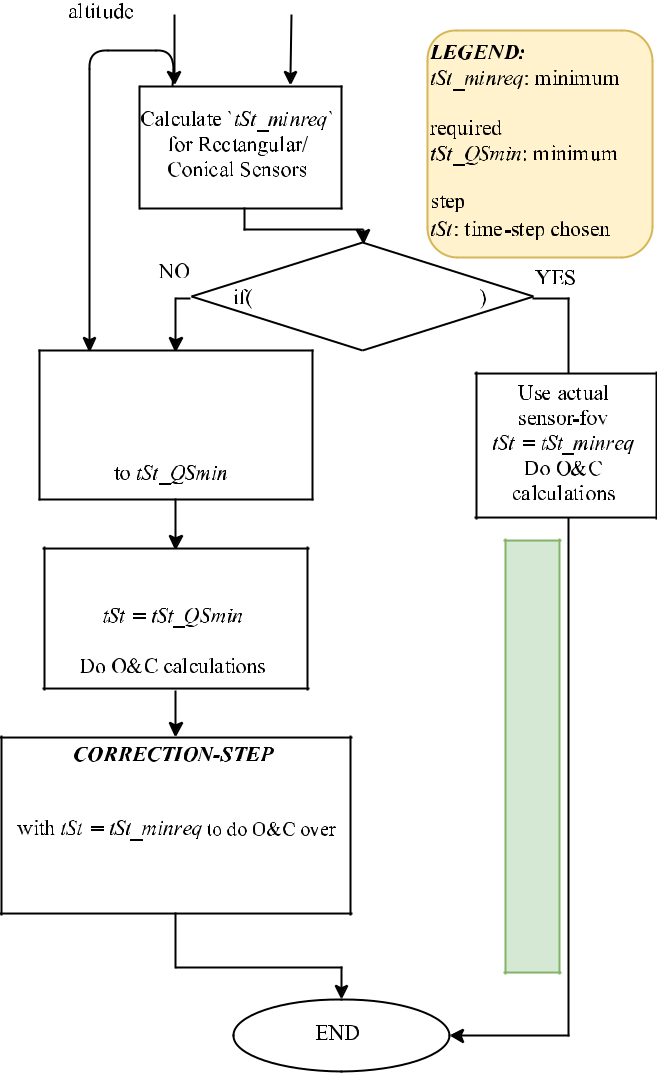 altitude
LEGEND:
tSt_minreq: minimum
required
tSt_QSmin: minimum
step
tSt: time-step chosen
Calculate `tSt_minreq`
for Rectangular/
Conical Sensors
NO
YES
if( )
to tSt_QSmin
Use actual
sensor-fov
tSt = tSt_minreq
Do O&C
calculations
tSt = tSt_QSmin
Do O&C calculations
CORRECTION-STEP
with tSt = tSt_minreq to do O&C over
END